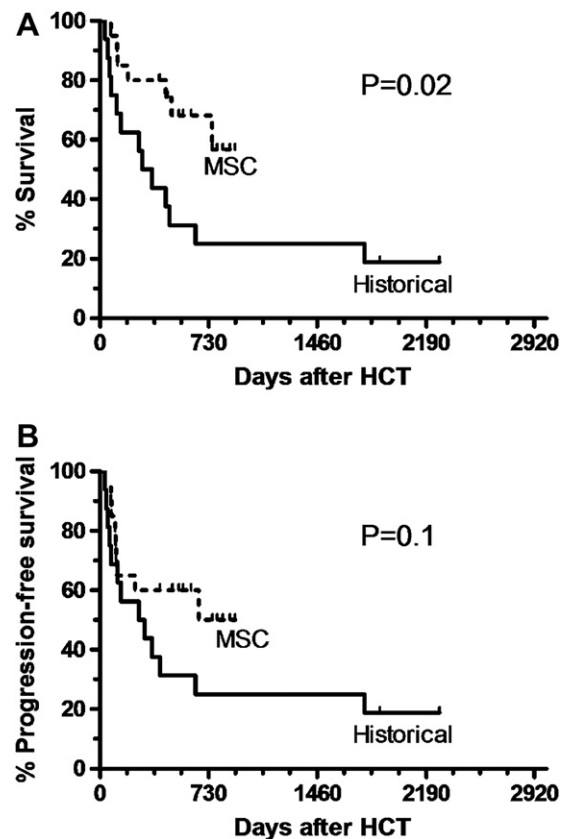 A
% Survival
100
80
60
40
20
0
P=0.02
MSC
Historical
0 730 1460 2190 2920
Days after HCT
B
% Progression-free survival
100
80
60
40
20
0
P=0.1
MSC
Historical
0 730 1460 2190 2920
Days after HCT